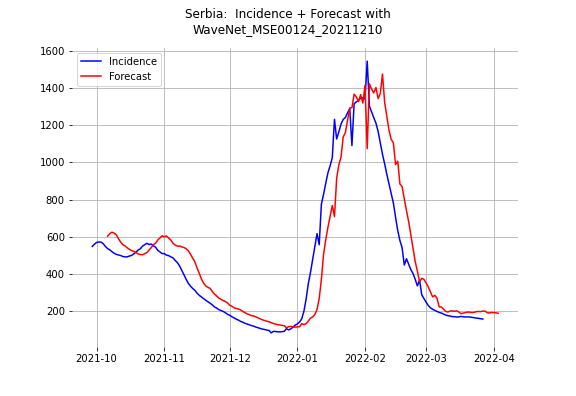 Serbia:  Incidence + Forecast with
WaveNet_MSE00124_20211210
Incidence
Forecast
1600
1400
1200
1000
800
600
400
200
2021-10 2021-11 2021-12 2022-01 2022-02 2022-03 2022-04